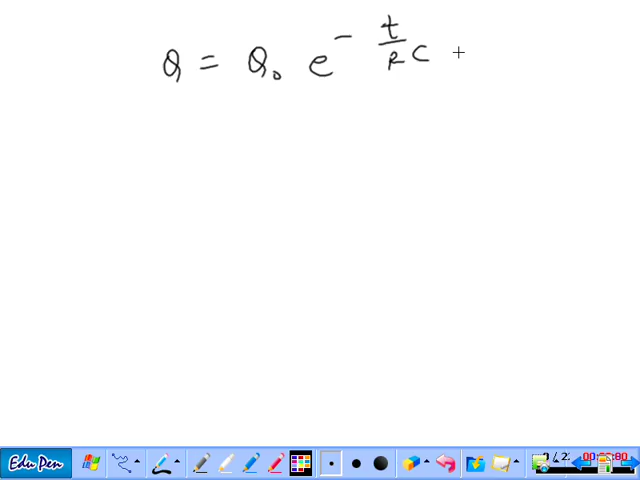 Q = Q₀ e^(- t/RC)
Edu Pen